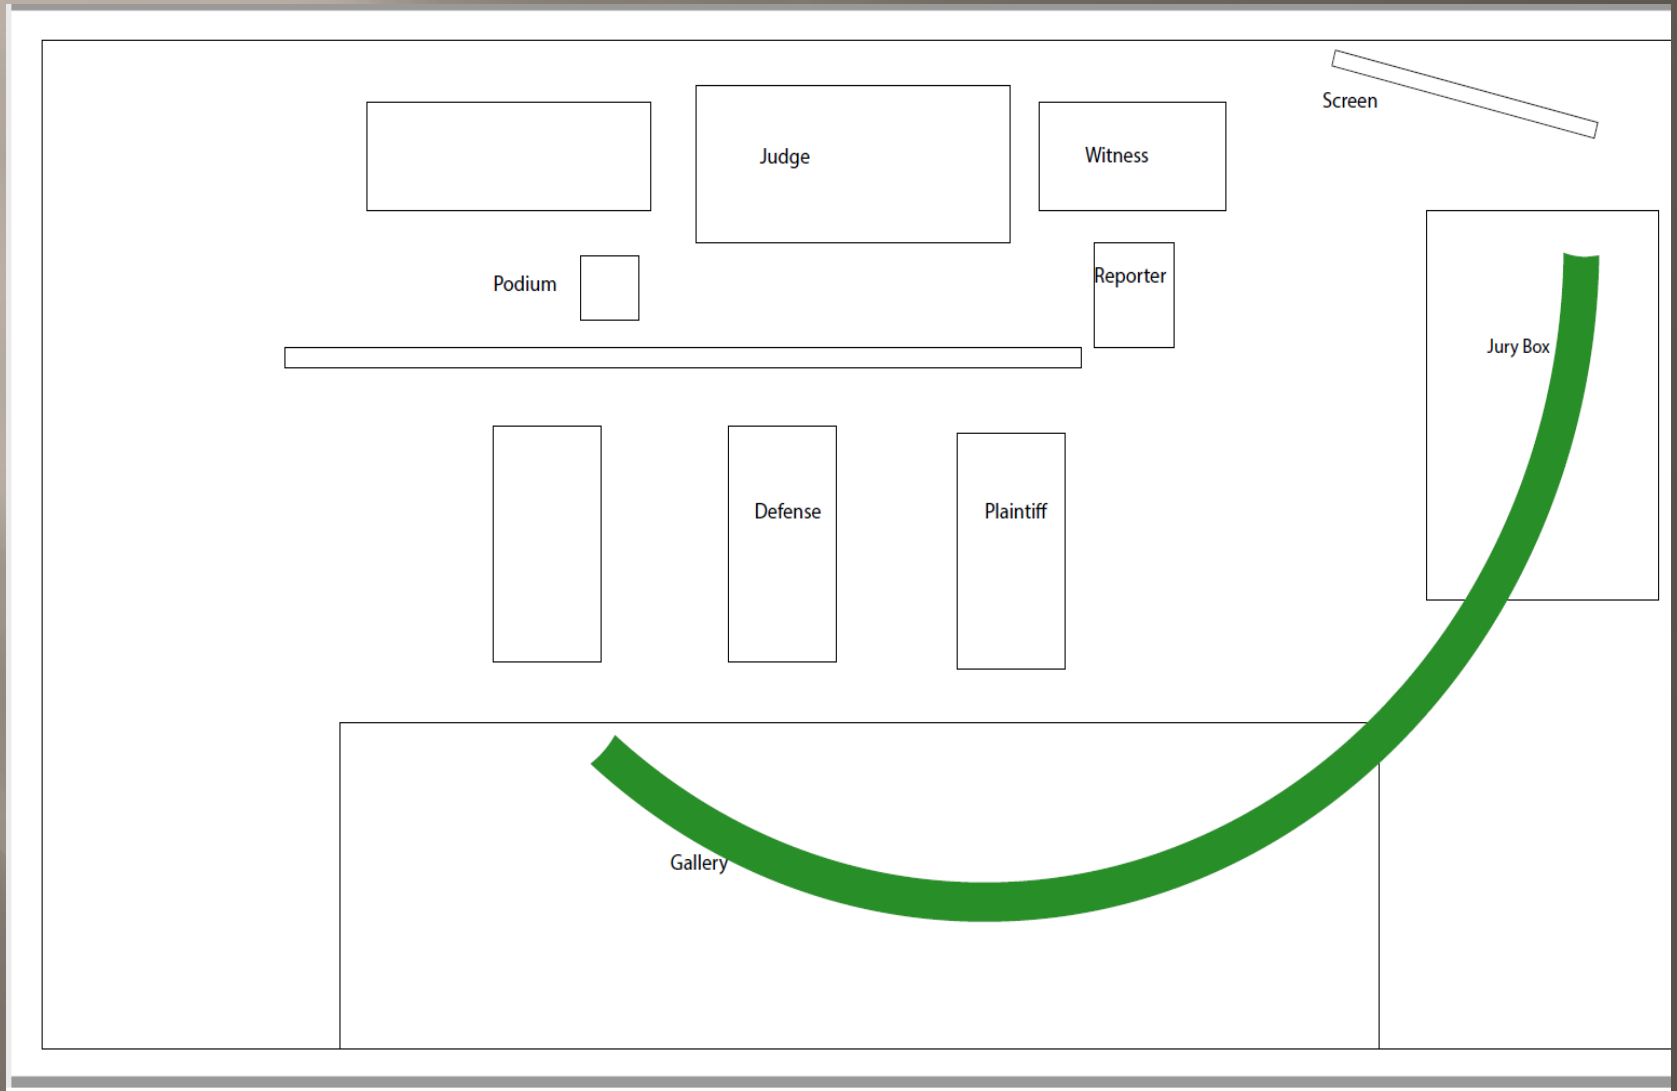 Screen
Judge
Witness
Podium
Reporter
Jury Box
Defense
Plaintiff
Gallery